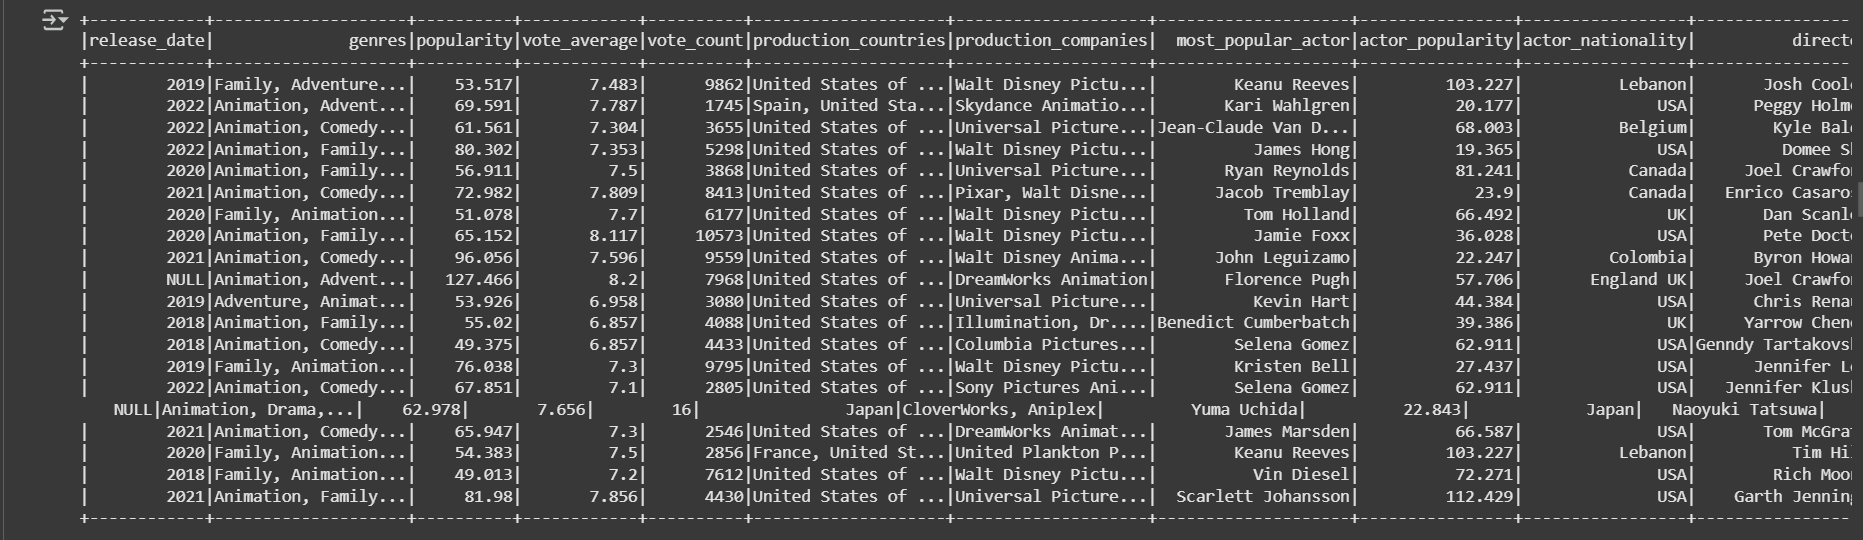 +------------+--------------------+----------+------------+----------+--------------------+--------------------+--------------------+----------------+-----------------+----------------
|release_date|              genres|popularity|vote_average|vote_count|production_countries|production_companies|  most_popular_actor|actor_popularity|actor_nationality|          direct
+------------+--------------------+----------+------------+----------+--------------------+--------------------+--------------------+----------------+-----------------+----------------
|        2019|Family, Adventure...|    53.517|       7.483|      9862|United States of ...|Walt Disney Pictu...|        Keanu Reeves|         103.227|          Lebanon|       Josh Cool
|        2022|Animation, Advent...|    69.591|       7.787|      1745|Spain, United Sta...|Skydance Animatio...|       Kari Wahlgren|          20.177|              USA|      Peggy Holm
|        2022|Animation, Comedy...|    61.561|       7.304|      3655|United States of ...|Universal Picture...|Jean-Claude Van D...|          68.003|          Belgium|        Kyle Bal
|        2022|Animation, Family...|    80.302|       7.353|      5298|United States of ...|Walt Disney Pictu...|          James Hong|          19.365|              USA|         Domee S
|        2020|Animation, Family...|    56.911|         7.5|      3868|United States of ...|Universal Picture...|       Ryan Reynolds|          81.241|           Canada|     Joel Crawfo
|        2021|Animation, Comedy...|    72.982|       7.809|      8413|United States of ...|Pixar, Walt Disne...|      Jacob Tremblay|            23.9|           Canada|   Enrico Casaro
|        2020|Family, Animation...|    51.078|         7.7|      6177|United States of ...|Walt Disney Pictu...|         Tom Holland|          66.492|               UK|       Dan Scanl
|        2020|Animation, Family...|    65.152|       8.117|     10573|United States of ...|Walt Disney Pictu...|          Jamie Foxx|          36.028|              USA|       Pete Doct
|        2021|Animation, Comedy...|    96.056|       7.596|      9559|United States of ...|Walt Disney Anima...|      John Leguizamo|          22.247|         Colombia|      Byron Howa
|        NULL|Animation, Advent...|   127.466|         8.2|      7968|United States of ...|DreamWorks Animation|       Florence Pugh|          57.706|       England UK|     Joel Crawfo
|        2019|Adventure, Animat...|    53.926|       6.958|      3080|United States of ...|Universal Picture...|          Kevin Hart|          44.384|              USA|      Chris Rena
|        2018|Animation, Family...|     55.02|       6.857|      4088|United States of ...|Illumination, Dr....|Benedict Cumberbatch|          39.386|               UK|     Yarrow Chen
|        2018|Animation, Comedy...|    49.375|       6.857|      4433|United States of ...|Columbia Pictures...|        Selena Gomez|          62.911|              USA|Genndy Tartakovs
|        2019|Family, Animation...|    76.038|         7.3|      9795|United States of ...|Walt Disney Pictu...|        Kristen Bell|          27.437|              USA|      Jennifer L
|        2022|Animation, Comedy...|    67.851|         7.1|      2805|United States of ...|Sony Pictures Ani...|        Selena Gomez|          62.911|              USA|   Jennifer Klus
NULL|Animation, Drama,...|    62.978|       7.656|        16|               Japan|CloverWorks, Aniplex|         Yuma Uchida|          22.843|            Japan|   Naoyuki Tatsuwa|
|        2021|Animation, Comedy...|    65.947|         7.3|      2546|United States of ...|DreamWorks Animat...|       James Marsden|          66.587|              USA|       Tom McGra
|        2020|Family, Animation...|    54.383|         7.5|      2856|France, United St...|United Plankton P...|        Keanu Reeves|         103.227|          Lebanon|          Tim Hi
|        2018|Family, Animation...|    49.013|         7.2|      7612|United States of ...|Walt Disney Pictu...|          Vin Diesel|          72.271|              USA|       Rich Moo
|        2021|Animation, Family...|     81.98|       7.856|      4430|United States of ...|Universal Picture...|  Scarlett Johansson|         112.429|              USA|    Garth Jennin
+------------+--------------------+----------+------------+----------+--------------------+--------------------+--------------------+----------------+-----------------+----------------